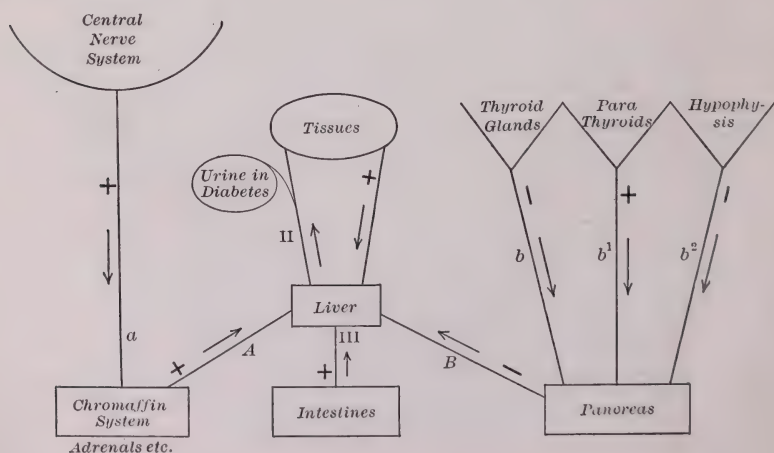 Central
Nerve
System
Tissues
Thyroid
Glands
Para
Thyroids
Hypophy-
sis
Urine in
Diabetes
+
+
−
+
−
II
b
b¹
b²
Liver
a
+
A
III
+
B
−
Chromaffin
System
Adrenals etc.
Intestines
Pancreas